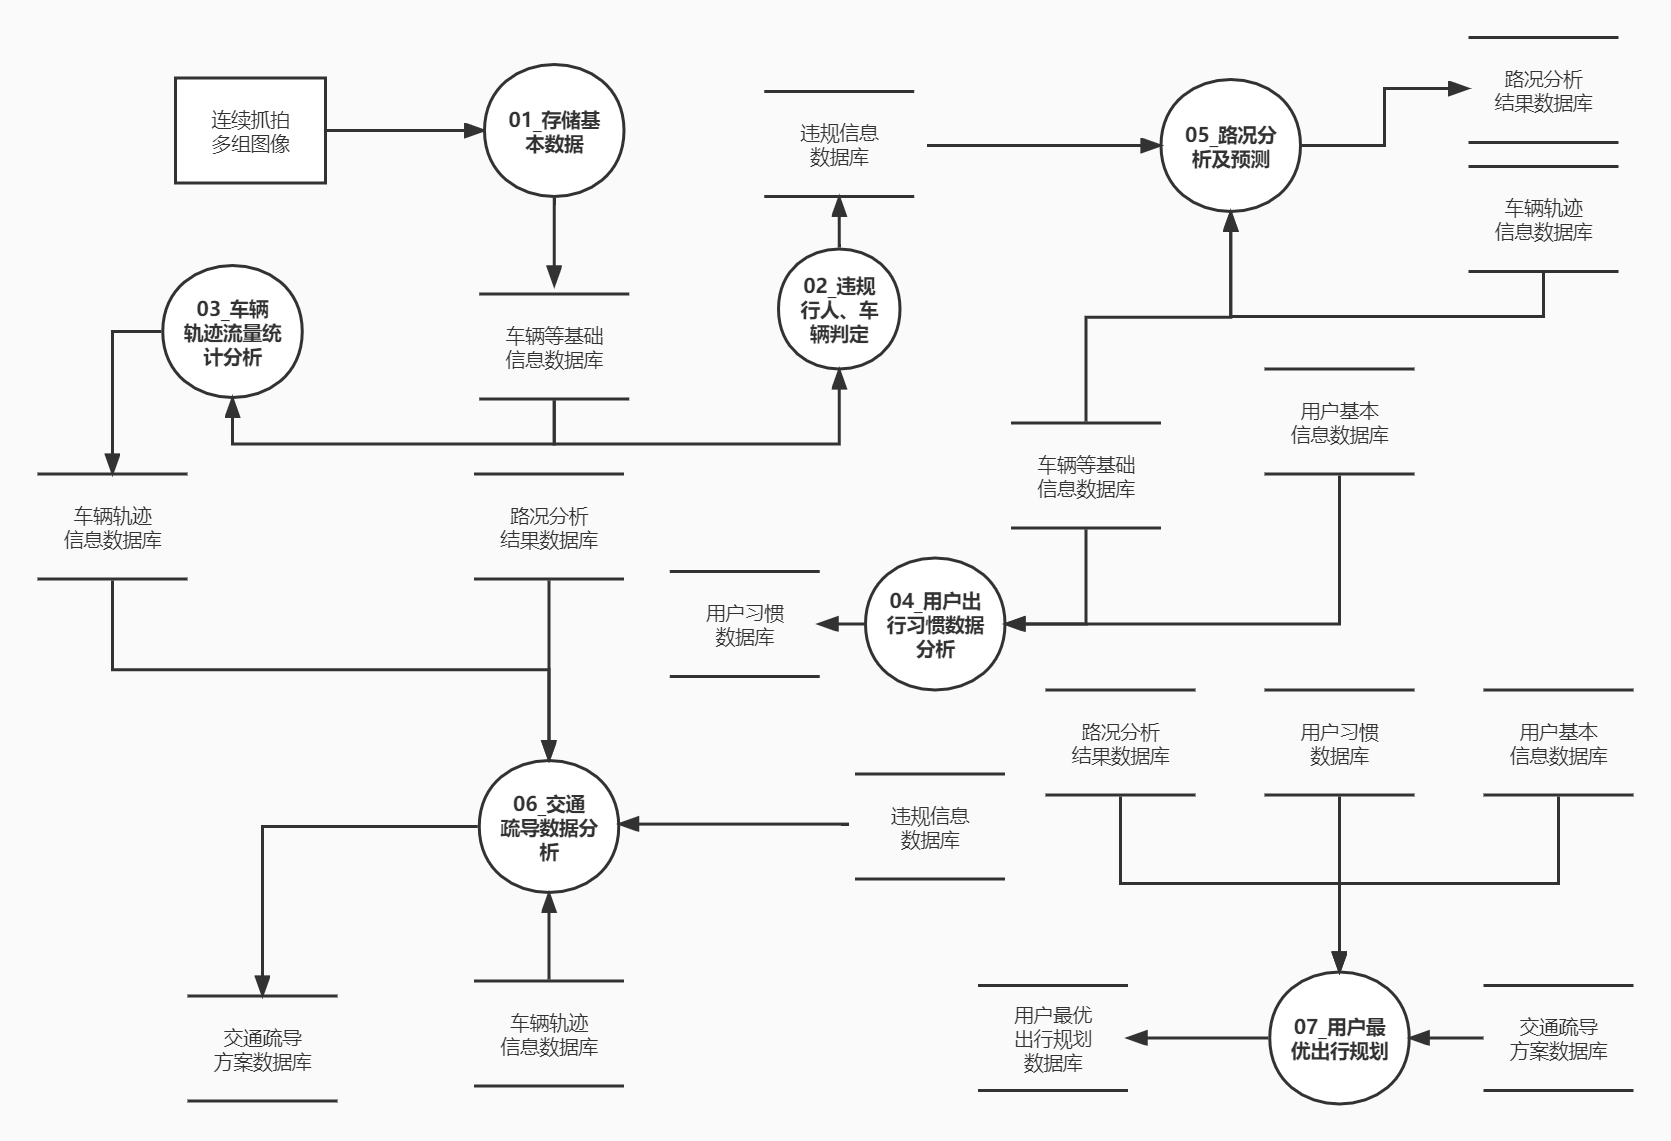 连续抓拍
多组图像
01_存储基
本数据
违规信息
数据库
05_路况分
析及预测
路况分析
结果数据库
车辆轨迹
信息数据库
03_车辆
轨迹流量统
计分析
车辆等基础
信息数据库
02_违规
行人、车
辆判定
用户基本
信息数据库
车辆等基础
信息数据库
车辆轨迹
信息数据库
路况分析
结果数据库
用户习惯
数据库
04_用户出
行习惯数据
分析
路况分析
结果数据库
用户习惯
数据库
用户基本
信息数据库
06_交通
疏导数据分
析
违规信息
数据库
交通疏导
方案数据库
车辆轨迹
信息数据库
用户最优
出行规划
数据库
07_用户最
优出行规划
交通疏导
方案数据库